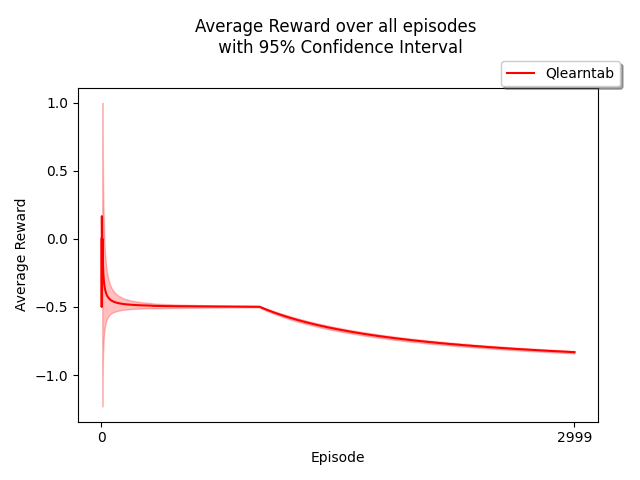 Average Reward over all episodes
with 95% Confidence Interval
Qlearntab
1.0
0.5
0.0
−0.5
−1.0
Average Reward
0
2999
Episode